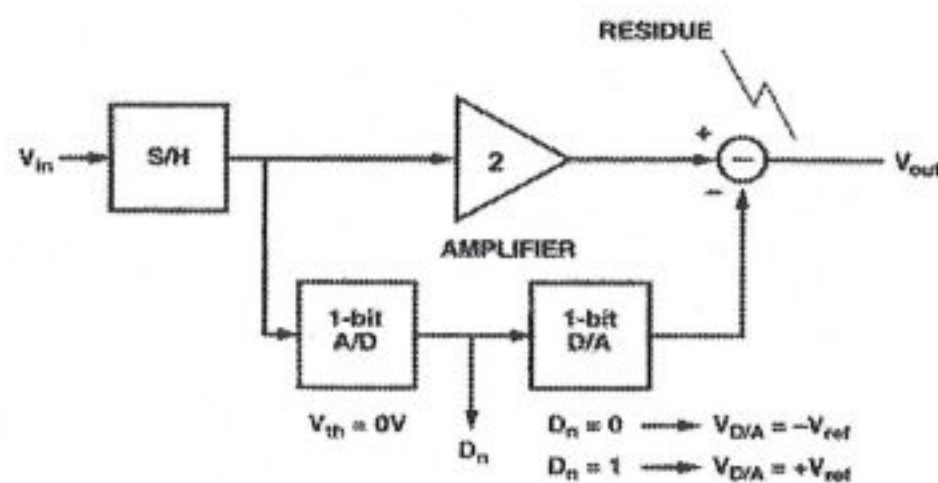 RESIDUE
V_in
S/H
2
+
−
−
V_out
AMPLIFIER
1-bit
A/D
1-bit
D/A
V_th = 0V
D_n
D_n = 0 → V_D/A = −V_ref
D_n = 1 → V_D/A = +V_ref